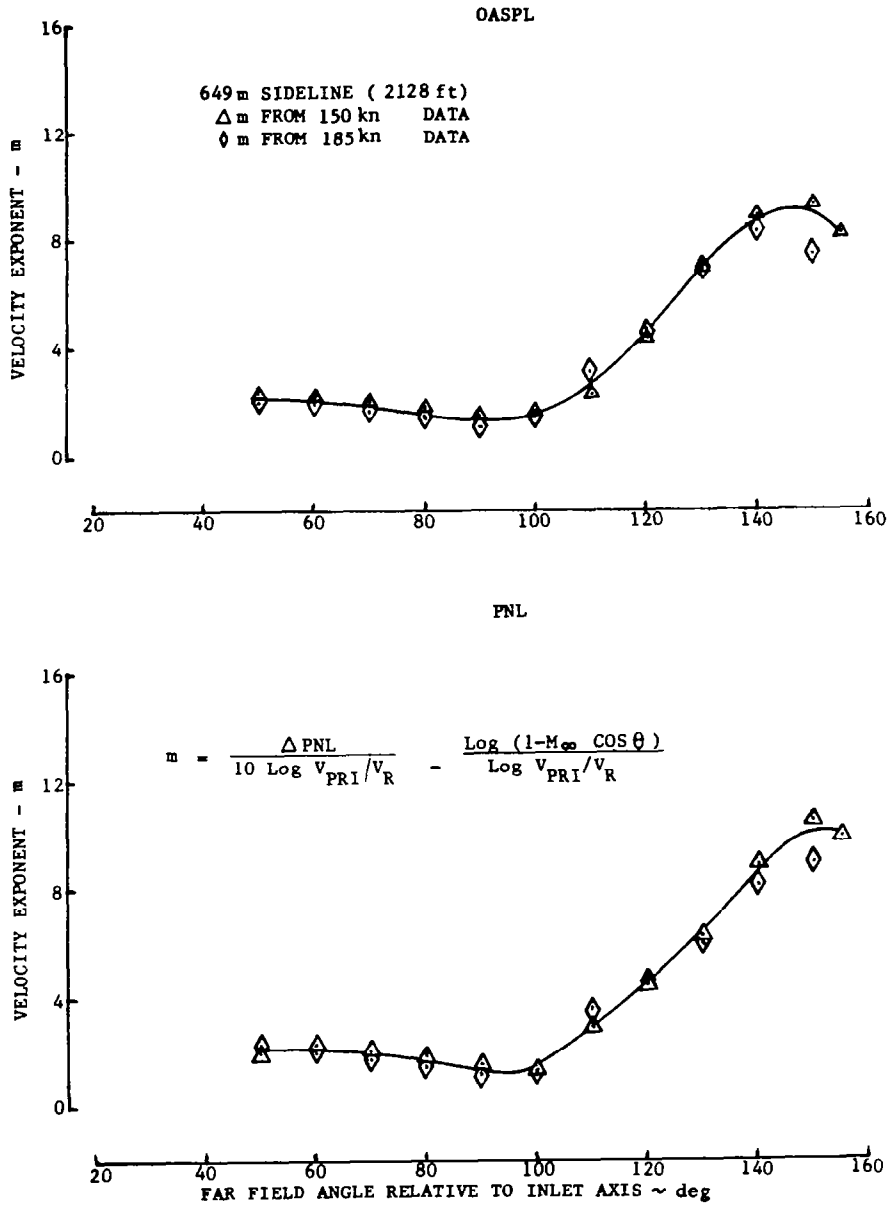 OASPL
16
649 m SIDELINE ( 2128 ft)
△ m FROM 150 kn DATA
◊ m FROM 185 kn DATA
12
8
4
0
VELOCITY EXPONENT - m
20 40 60 80 100 120 140 160
PNL
16
m = △ PNL / 10 Log V_PRI/V_R - Log (1-M∞ COS θ) / Log V_PRI/V_R
12
8
4
0
VELOCITY EXPONENT - m
20 40 60 80 100 120 140 160
FAR FIELD ANGLE RELATIVE TO INLET AXIS ~ deg